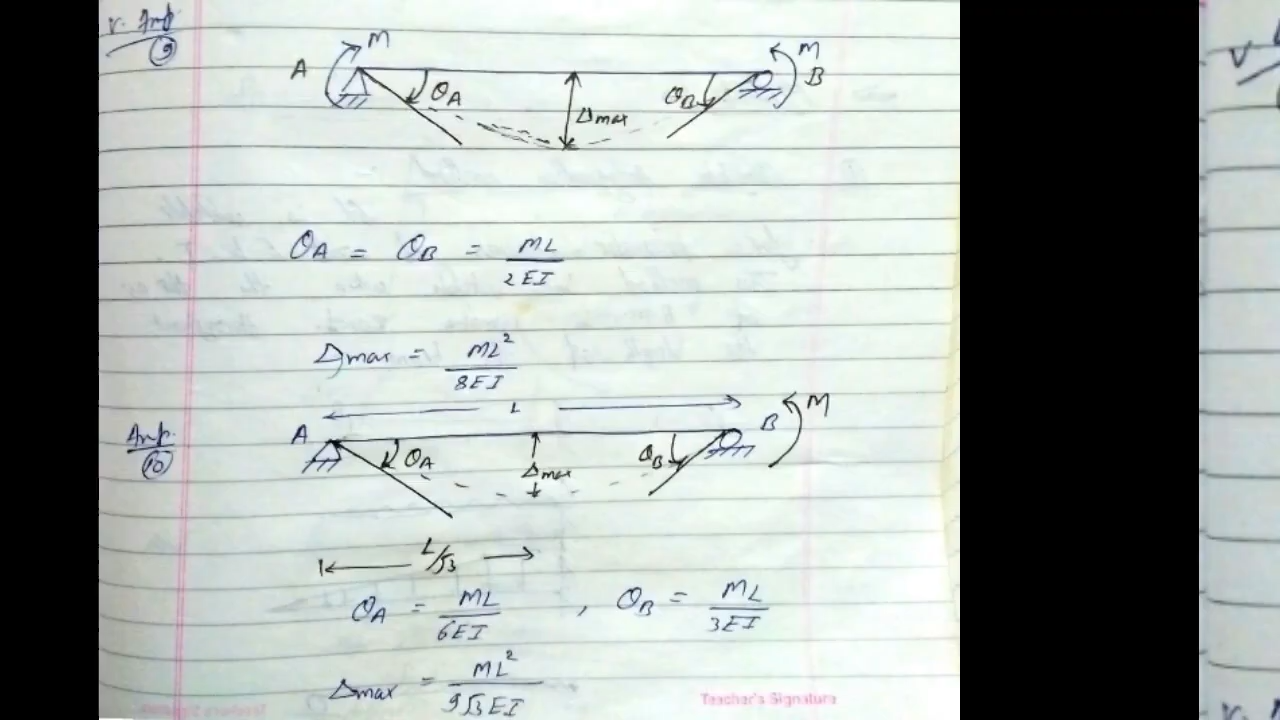 V. Imp
9
M
M
A
B
θA
θB
Δmax
θA = θB = ML/2EI
Δmax = ML²/8EI
L
M
Imp.
10
A
B
θA
θB
Δmax
L/√3
θA = ML/6EI , θB = ML/3EI
Δmax = ML²/9√3EI
Teacher's Signature